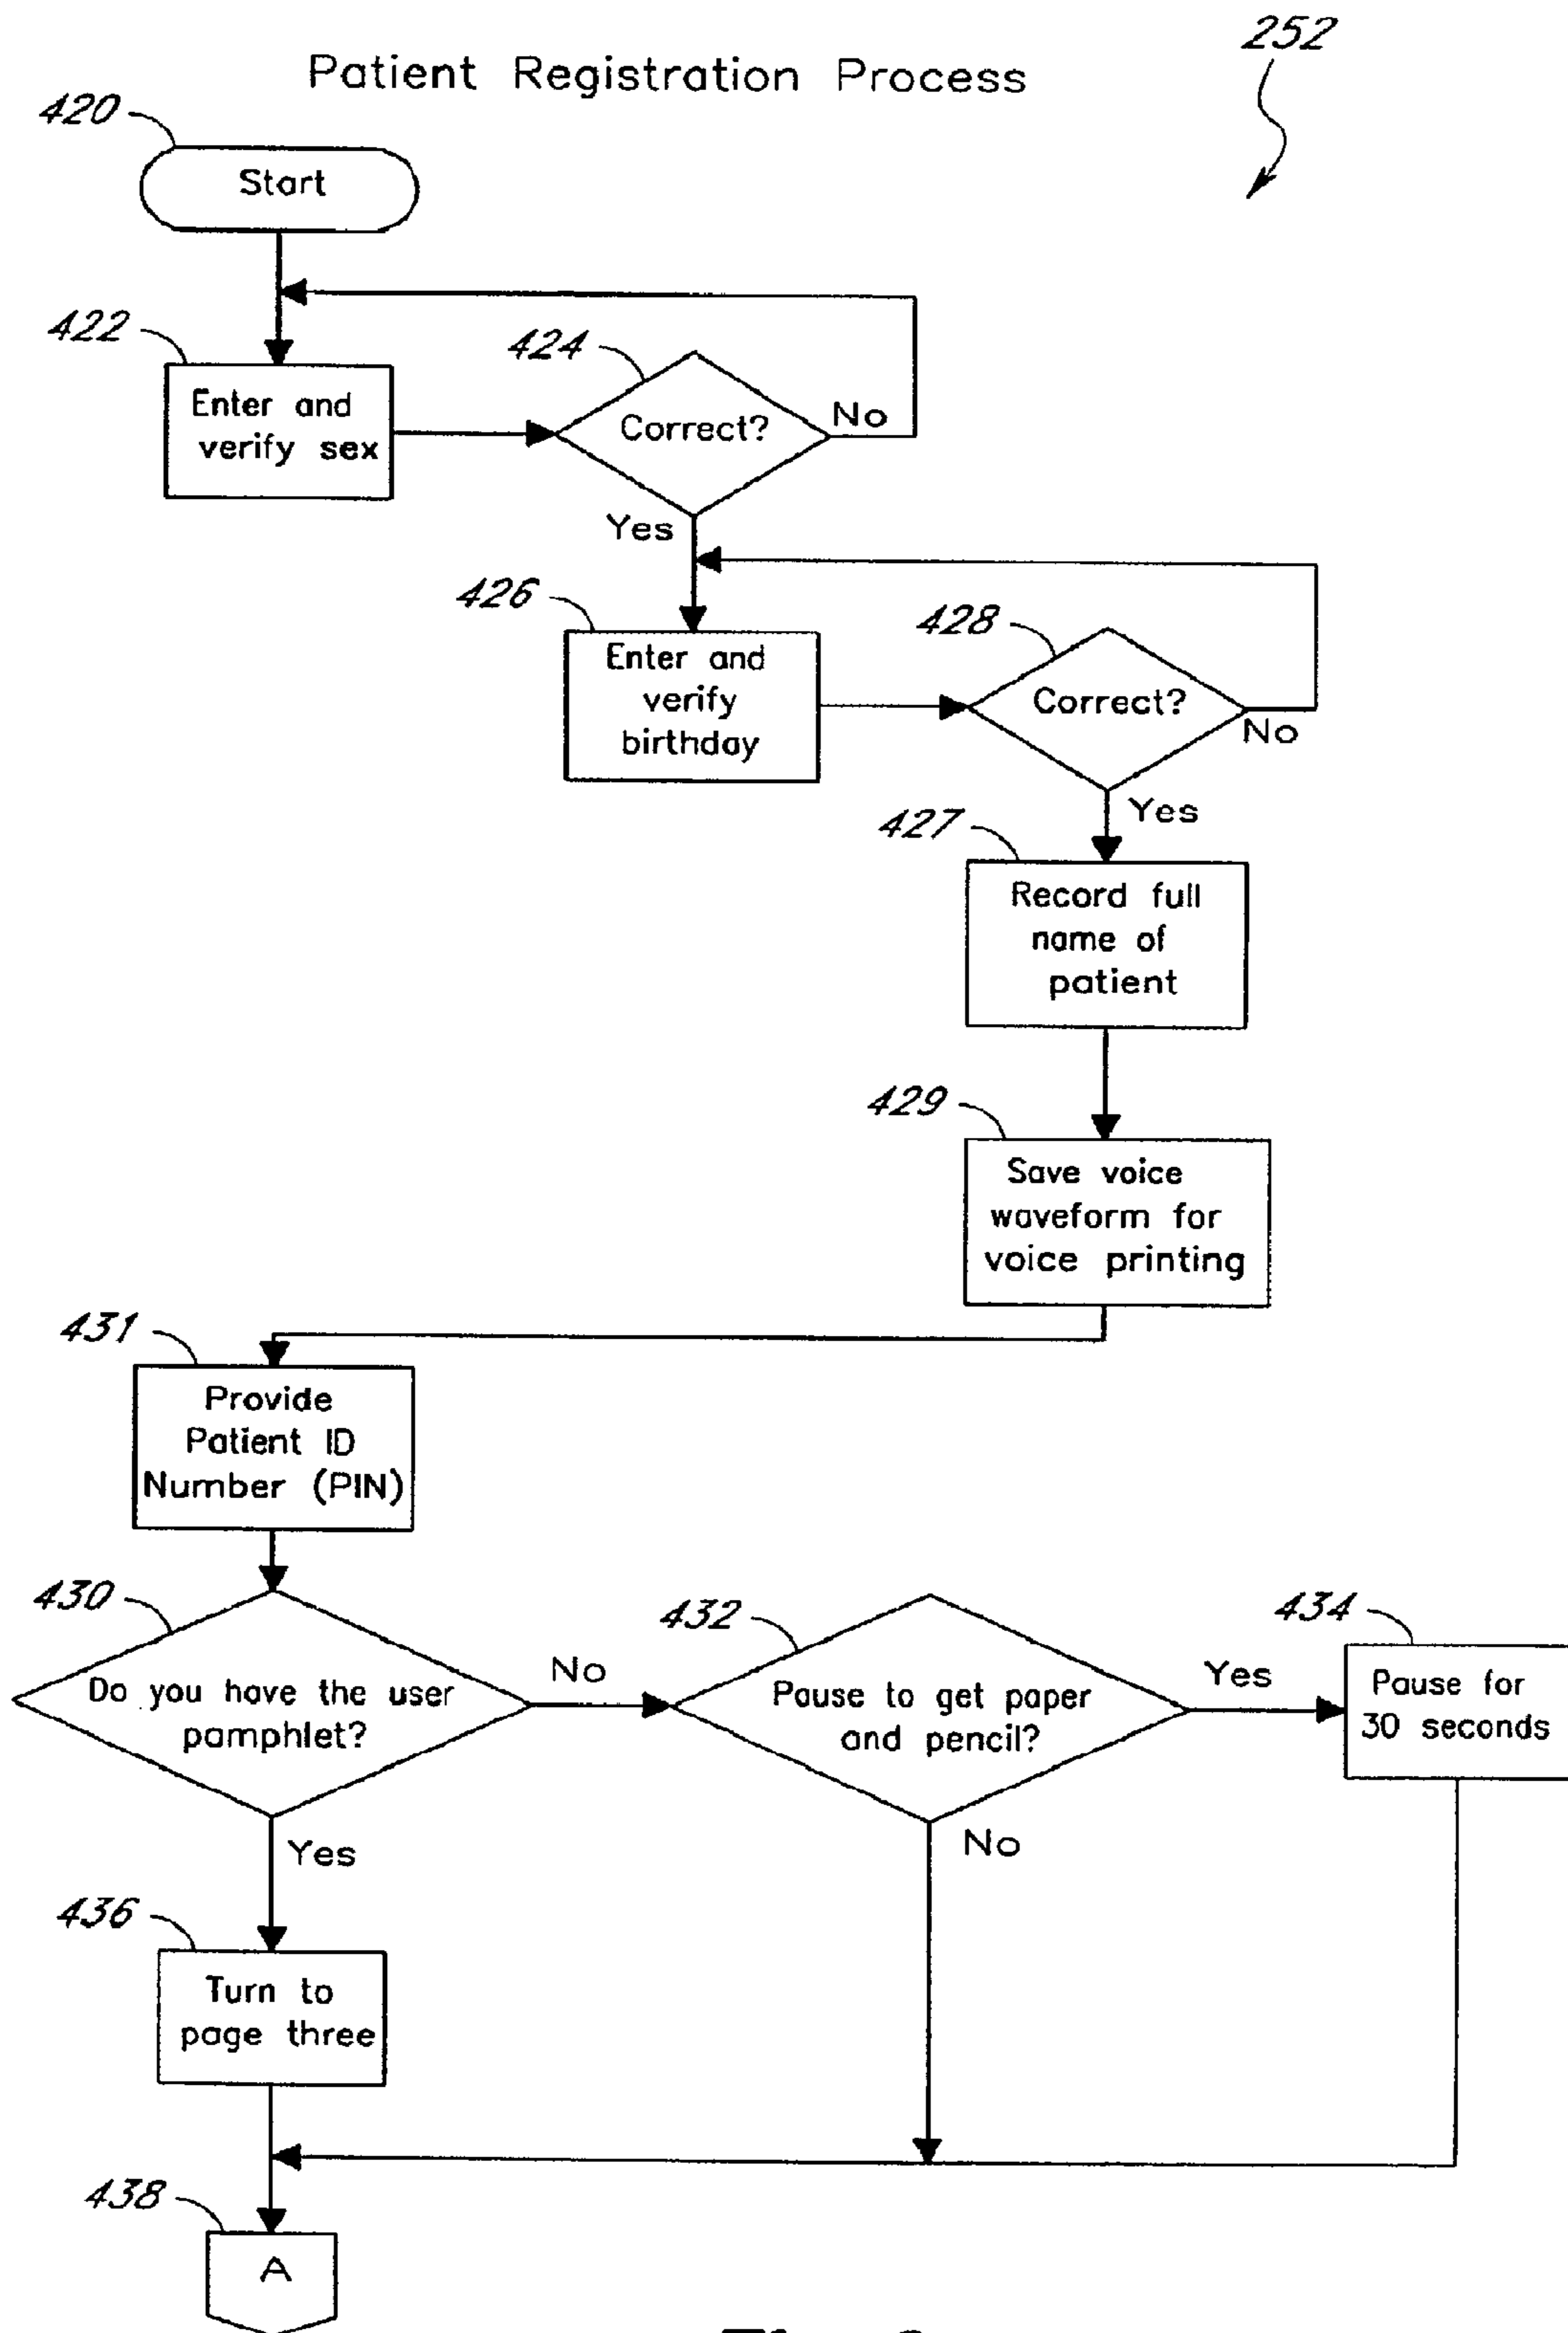 252
Patient Registration Process
420
Start
422
Enter and
verify sex
424
Correct?
No
Yes
426
Enter and
verify
birthday
428
Correct?
No
Yes
427
Record full
name of
patient
429
Save voice
waveform for
voice printing
431
Provide
Patient ID
Number (PIN)
430
Do you have the user
pamphlet?
No
432
Pause to get paper
and pencil?
Yes
434
Pause for
30 seconds
Yes
No
436
Turn to
page three
438
A